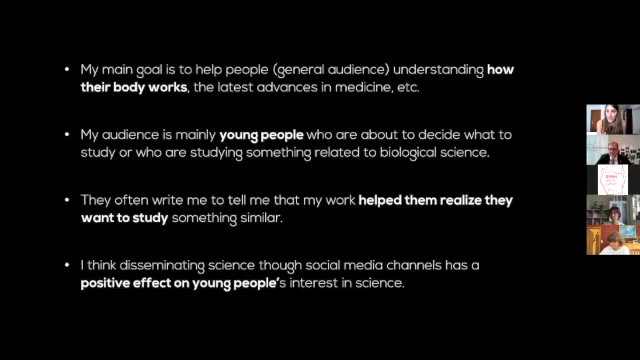 • My main goal is to help people (general audience) understanding how
their body works, the latest advances in medicine, etc.
• My audience is mainly young people who are about to decide what to
study or who are studying something related to biological science.
• They often write me to tell me that my work helped them realize they
want to study something similar.
• I think disseminating science though social media channels has a
positive effect on young people's interest in science.